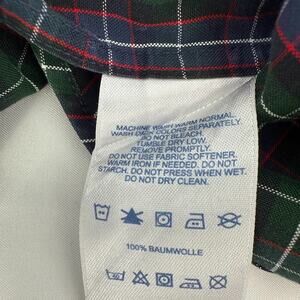 MACHINE WASH WARM NORMAL.
WASH DARK COLORS SEPARATELY.
DO NOT BLEACH.
TUMBLE DRY LOW.
REMOVE PROMPTLY.
DO NOT USE FABRIC SOFTENER.
WARM IRON IF NEEDED. DO NOT
STARCH. DO NOT PRESS WHEN WET.
DO NOT DRY CLEAN.
100% BAUMWOLLE